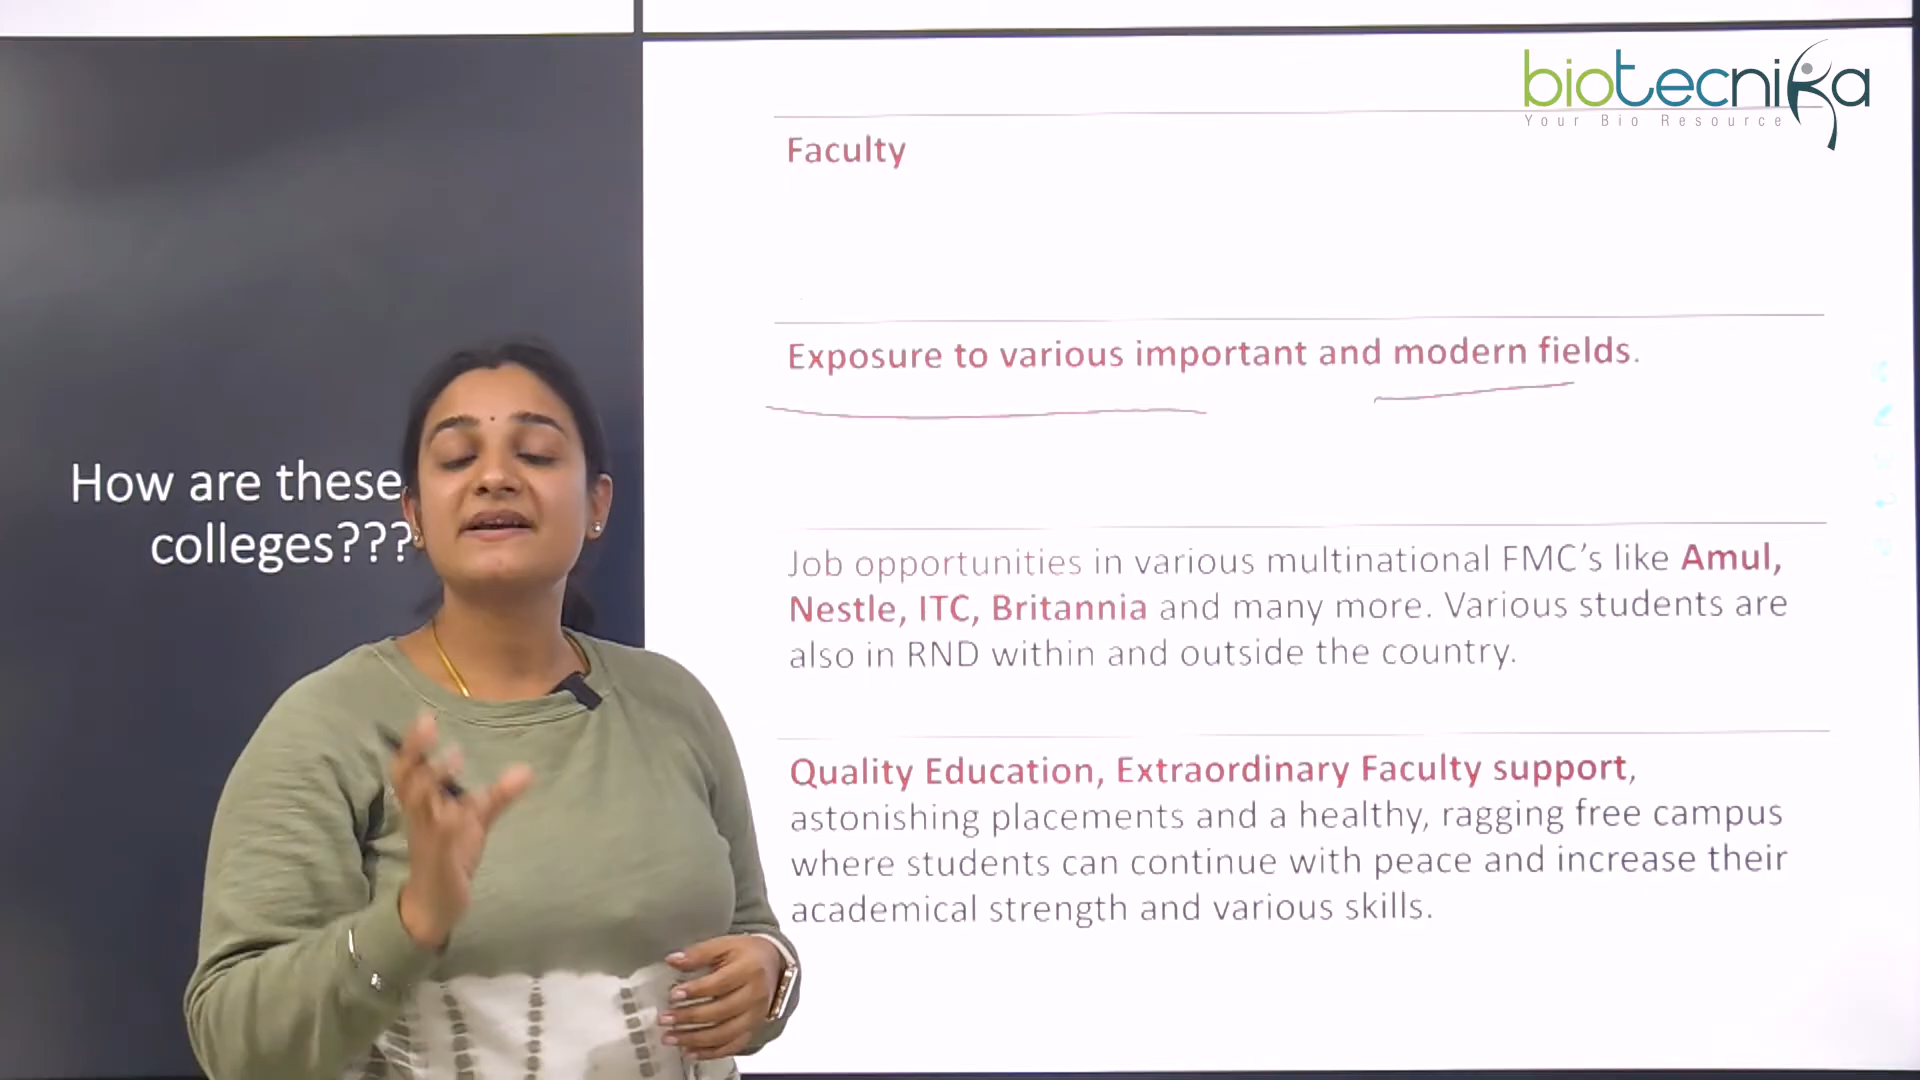 biotecnika
Your Bio Resource
Faculty
Exposure to various important and modern fields.
How are these
colleges???
Job opportunities in various multinational FMC's like Amul,
Nestle, ITC, Britannia and many more. Various students are
also in RND within and outside the country.
Quality Education, Extraordinary Faculty support,
astonishing placements and a healthy, ragging free campus
where students can continue with peace and increase their
academical strength and various skills.